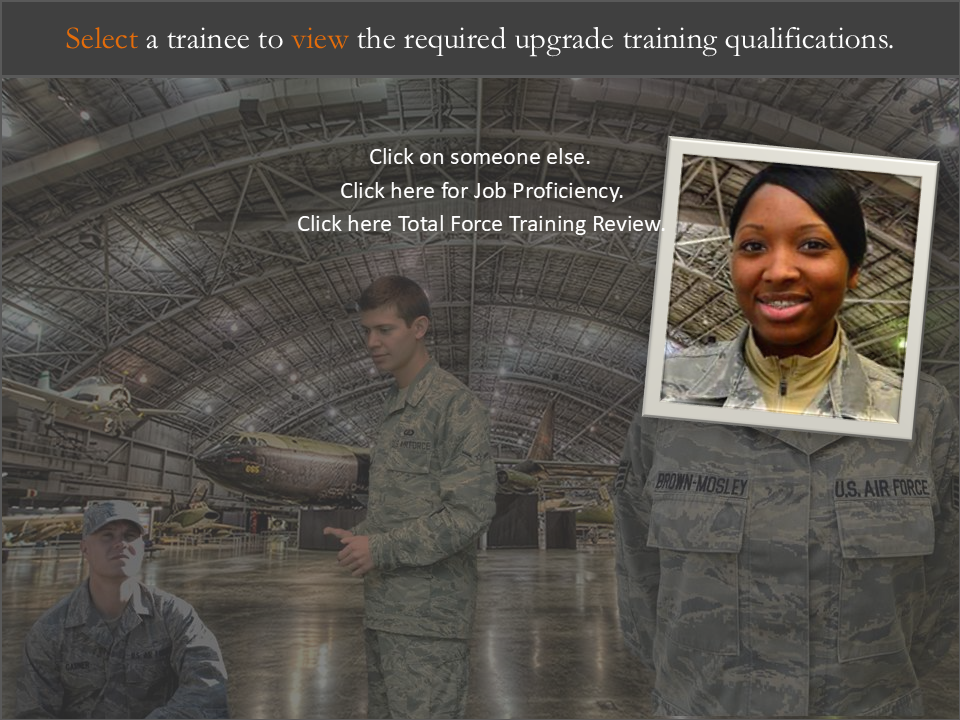 Select a trainee to view the required upgrade training qualifications.
Click on someone else.
Click here for Job Proficiency.
Click here Total Force Training Review.
BROWN-MOSLEY
U.S. AIR FORCE